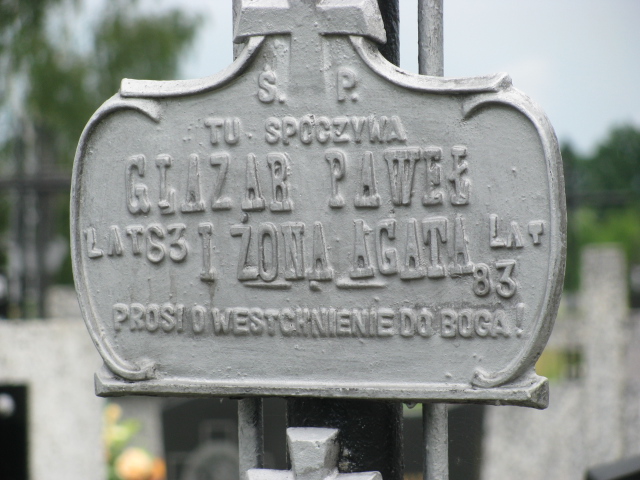 Ś. P.
TU SPOCZYWA
GLAZAR PAWEŁ
LAT 83 I ŻONA AGATA LAT 83
PROSI O WESTCHNIENIE DO BOGA!